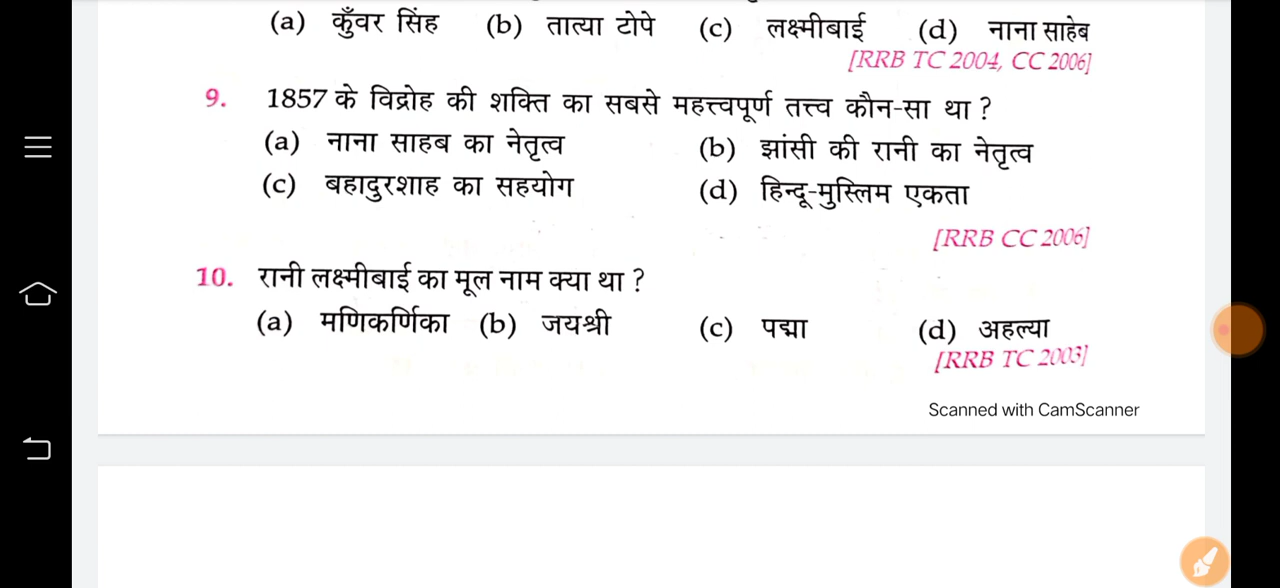 (a) कुँवर सिंह (b) तात्या टोपे (c) लक्ष्मीबाई (d) नाना साहेब
[RRB TC 2004, CC 2006]
9. 1857 के विद्रोह की शक्ति का सबसे महत्त्वपूर्ण तत्त्व कौन-सा था ?
(a) नाना साहब का नेतृत्व (b) झांसी की रानी का नेतृत्व
(c) बहादुरशाह का सहयोग (d) हिन्दू-मुस्लिम एकता
[RRB CC 2006]
10. रानी लक्ष्मीबाई का मूल नाम क्या था ?
(a) मणिकर्णिका (b) जयश्री (c) पद्मा (d) अहल्या
[RRB TC 2003]
Scanned with CamScanner